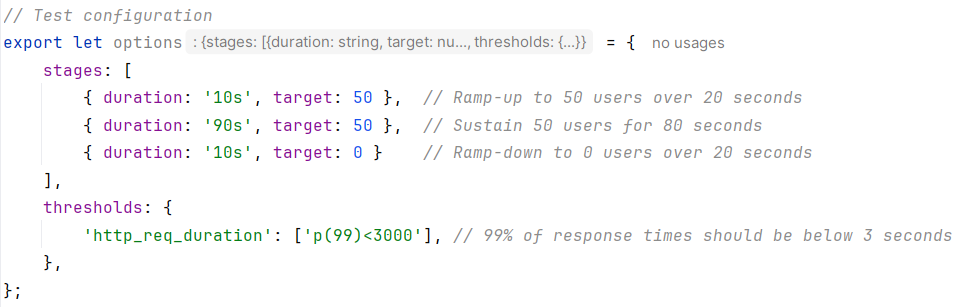 // Test configuration
export let options : {stages: [{duration: string, target: nu..., thresholds: {...}} = { no usages
    stages: [
        { duration: '10s', target: 50 },  // Ramp-up to 50 users over 20 seconds
        { duration: '90s', target: 50 },  // Sustain 50 users for 80 seconds
        { duration: '10s', target: 0 }    // Ramp-down to 0 users over 20 seconds
    ],
    thresholds: {
        'http_req_duration': ['p(99)<3000'], // 99% of response times should be below 3 seconds
    },
};